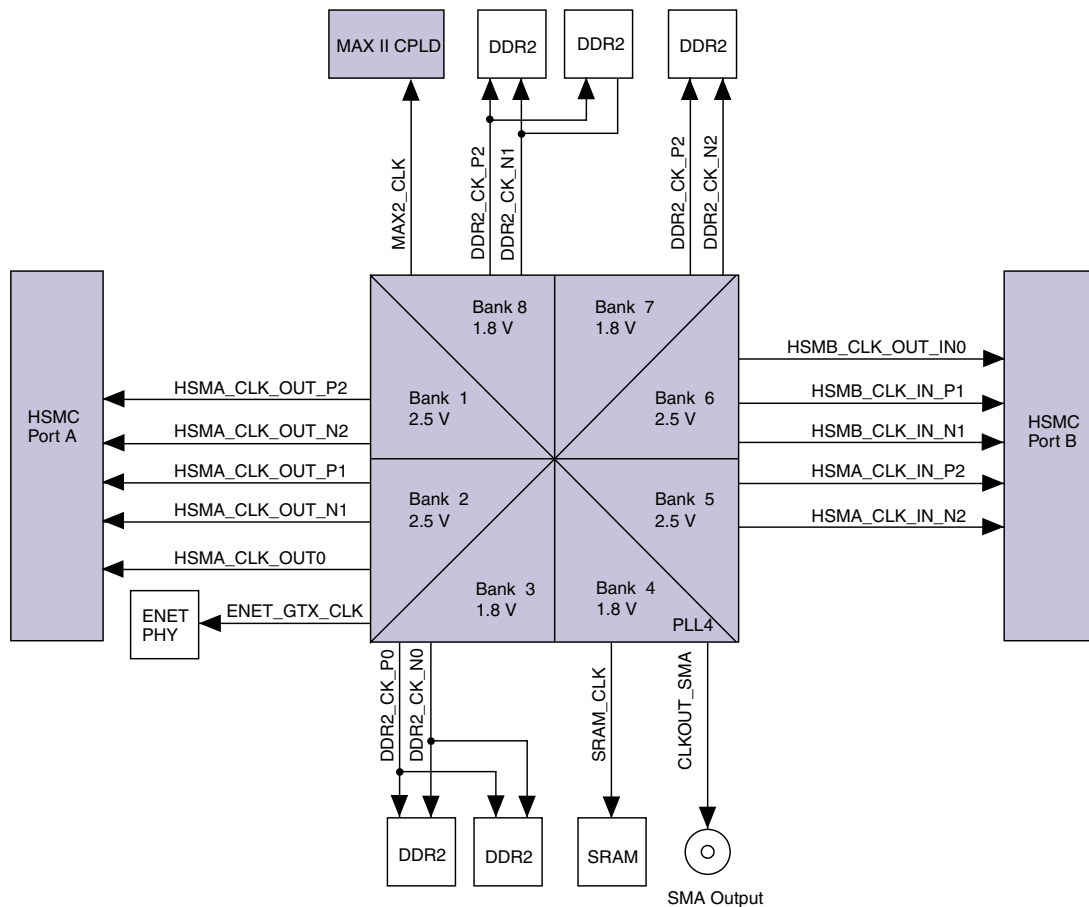 MAX II CPLD
DDR2
DDR2
DDR2
MAX2_CLK
DDR2_CK_P2
DDR2_CK_N1
DDR2_CK_P2
DDR2_CK_N2
HSMC
Port A
HSMA_CLK_OUT_P2
HSMA_CLK_OUT_N2
HSMA_CLK_OUT_P1
HSMA_CLK_OUT_N1
HSMA_CLK_OUT0
ENET_GTX_CLK
ENET
PHY
Bank 8
1.8 V
Bank 7
1.8 V
Bank 1
2.5 V
Bank 6
2.5 V
Bank 2
2.5 V
Bank 5
2.5 V
Bank 3
1.8 V
Bank 4
1.8 V
PLL4
HSMB_CLK_OUT_IN0
HSMB_CLK_IN_P1
HSMB_CLK_IN_N1
HSMA_CLK_IN_P2
HSMA_CLK_IN_N2
HSMC
Port B
DDR2_CK_P0
DDR2_CK_N0
SRAM_CLK
CLKOUT_SMA
DDR2
DDR2
SRAM
SMA Output